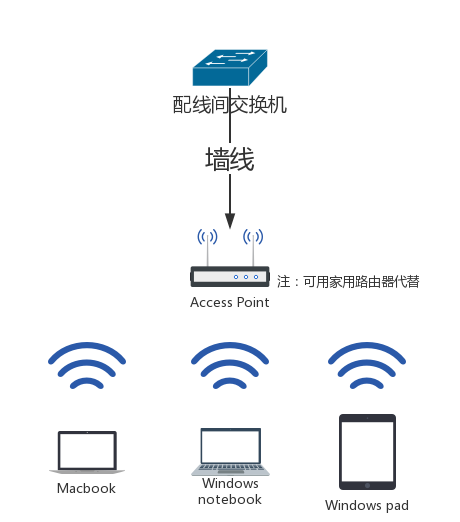 配线间交换机
墙线
注：可用家用路由器代替
Access Point
Macbook
Windows
notebook
Windows pad